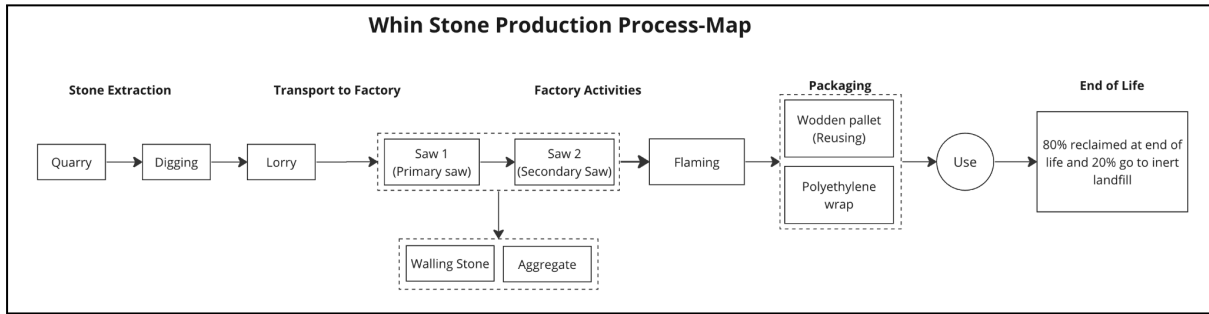 Whin Stone Production Process-Map
Stone Extraction
Transport to Factory
Factory Activities
Packaging
End of Life
Quarry
Digging
Lorry
Saw 1
(Primary saw)
Saw 2
(Secondary Saw)
Flaming
Wodden pallet
(Reusing)
Polyethylene
wrap
Use
80% reclaimed at end of
life and 20% go to inert
landfill
Walling Stone
Aggregate